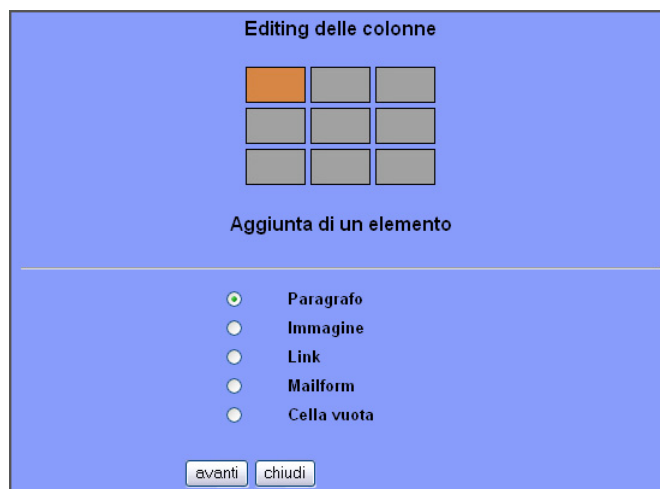 Editing delle colonne
Aggiunta di un elemento
Paragrafo
Immagine
Link
Mailform
Cella vuota
avanti chiudi